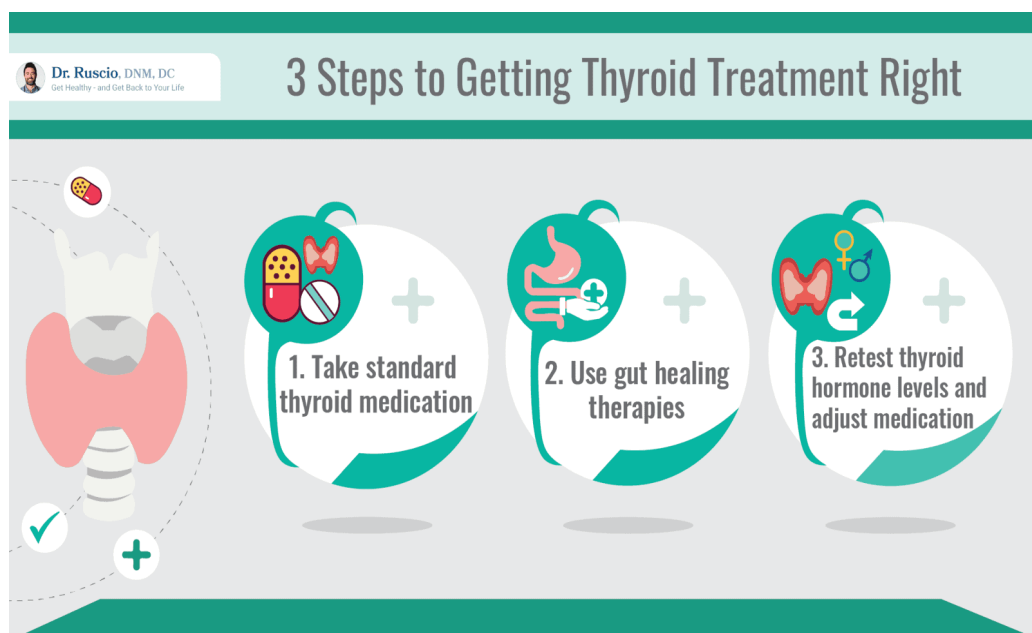 Dr. Ruscio, DNM, DC
Get Healthy - and Get Back to Your Life
3 Steps to Getting Thyroid Treatment Right
1. Take standard
thyroid medication
2. Use gut healing
therapies
3. Retest thyroid
hormone levels and
adjust medication